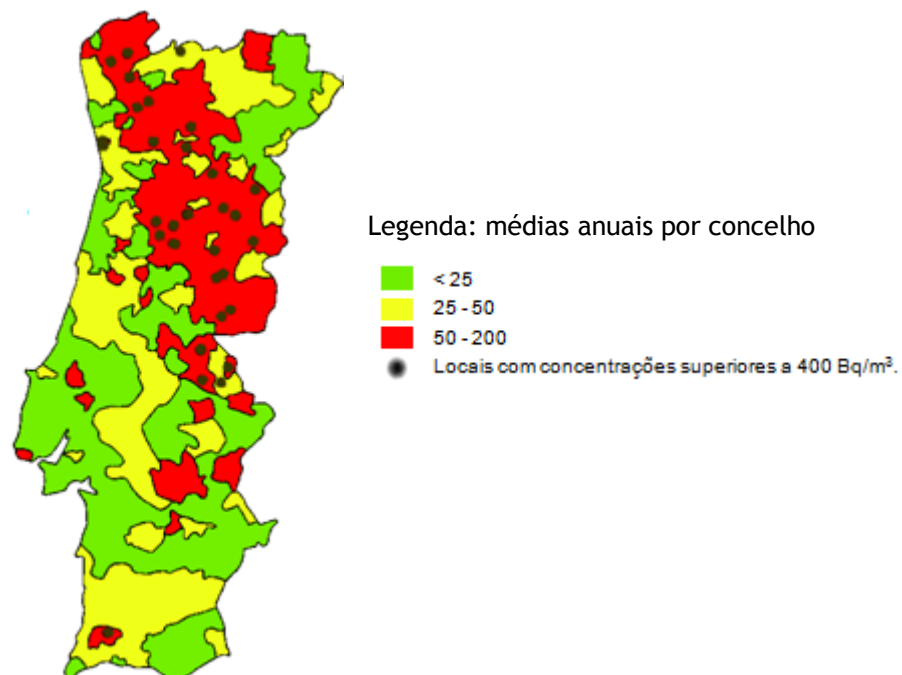 Legenda: médias anuais por concelho
< 25
25 - 50
50 - 200
Locais com concentrações superiores a 400 Bq/m³.